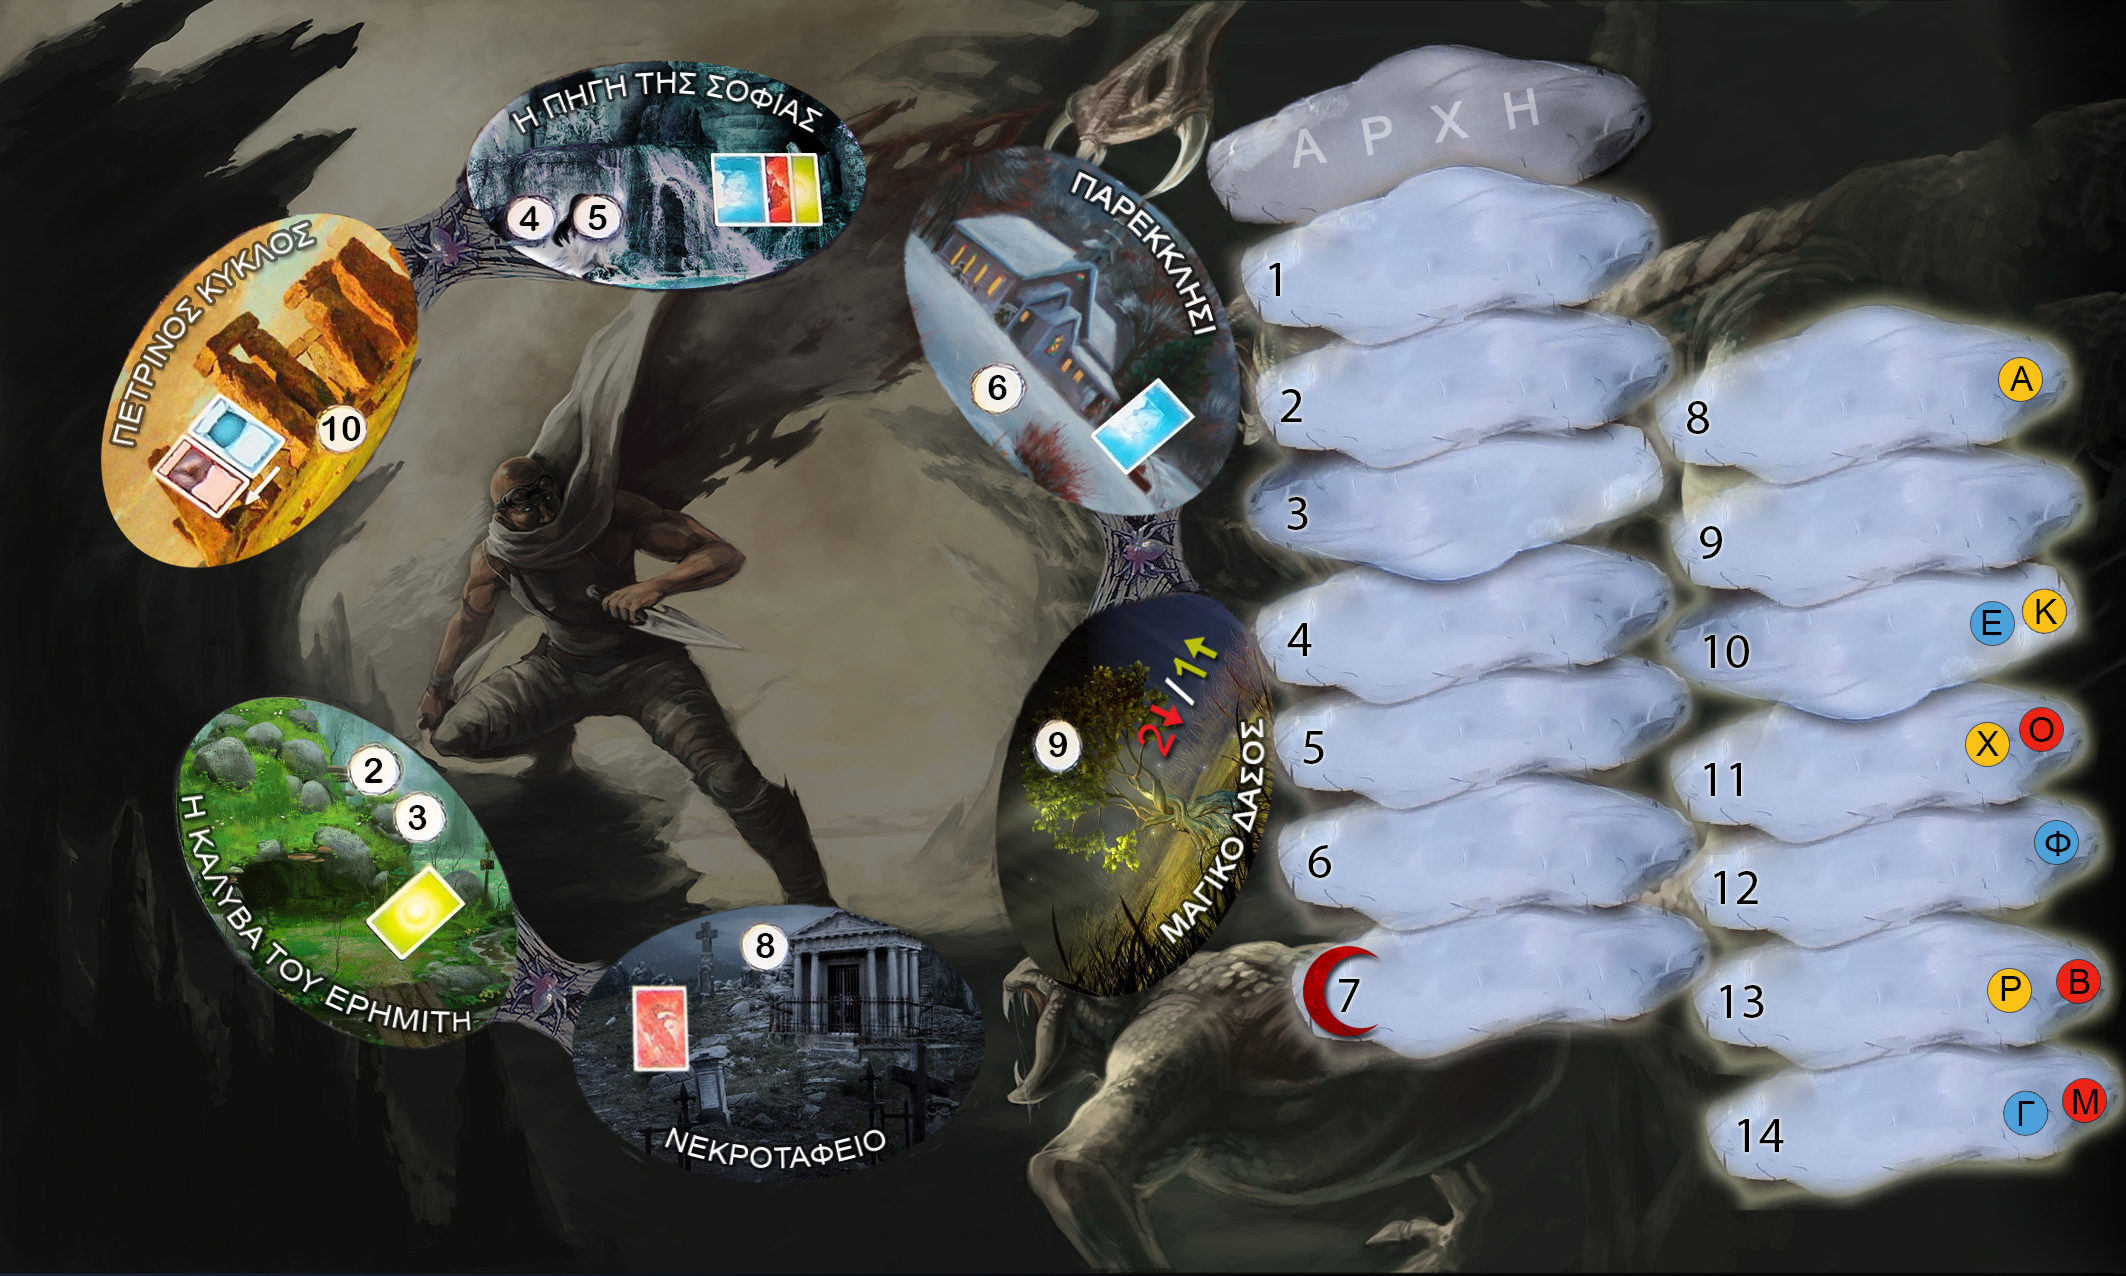 Η ΠΗΓΗ ΤΗΣ ΣΟΦΙΑΣ
4 5
ΠΕΤΡΙΝΟΣ ΚΥΚΛΟΣ
10
ΠΑΡΕΚΚΛΗΣΙ
6
Η ΚΑΛΥΒΑ ΤΟΥ ΕΡΗΜΙΤΗ
2
3
ΝΕΚΡΟΤΑΦΕΙΟ
8
ΜΑΓΙΚΟ ΔΑΣΟΣ
9
2/1
ΑΡΧΗ
1
2
3
4
5
6
7
8 Α
9
10 Ε Κ
11 Χ Ο
12 Φ
13 Ρ Β
14 Γ Μ